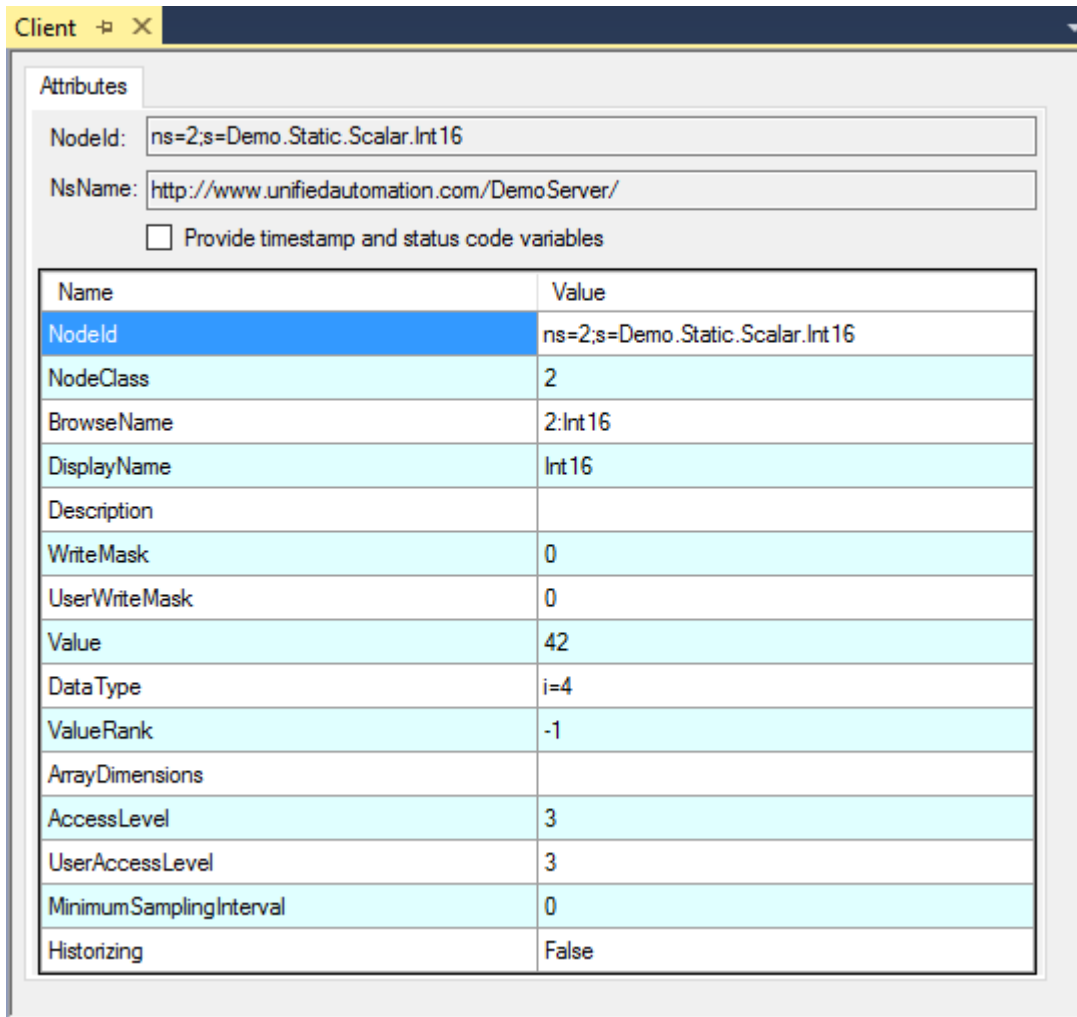 Client
Attributes
NodeId: ns=2;s=Demo.Static.Scalar.Int16
NsName: http://www.unifiedautomation.com/DemoServer/
Provide timestamp and status code variables
Name Value
NodeId ns=2;s=Demo.Static.Scalar.Int16
NodeClass 2
BrowseName 2:Int16
DisplayName Int16
Description
WriteMask 0
UserWriteMask 0
Value 42
DataType i=4
ValueRank -1
ArrayDimensions
AccessLevel 3
UserAccessLevel 3
MinimumSamplingInterval 0
Historizing False